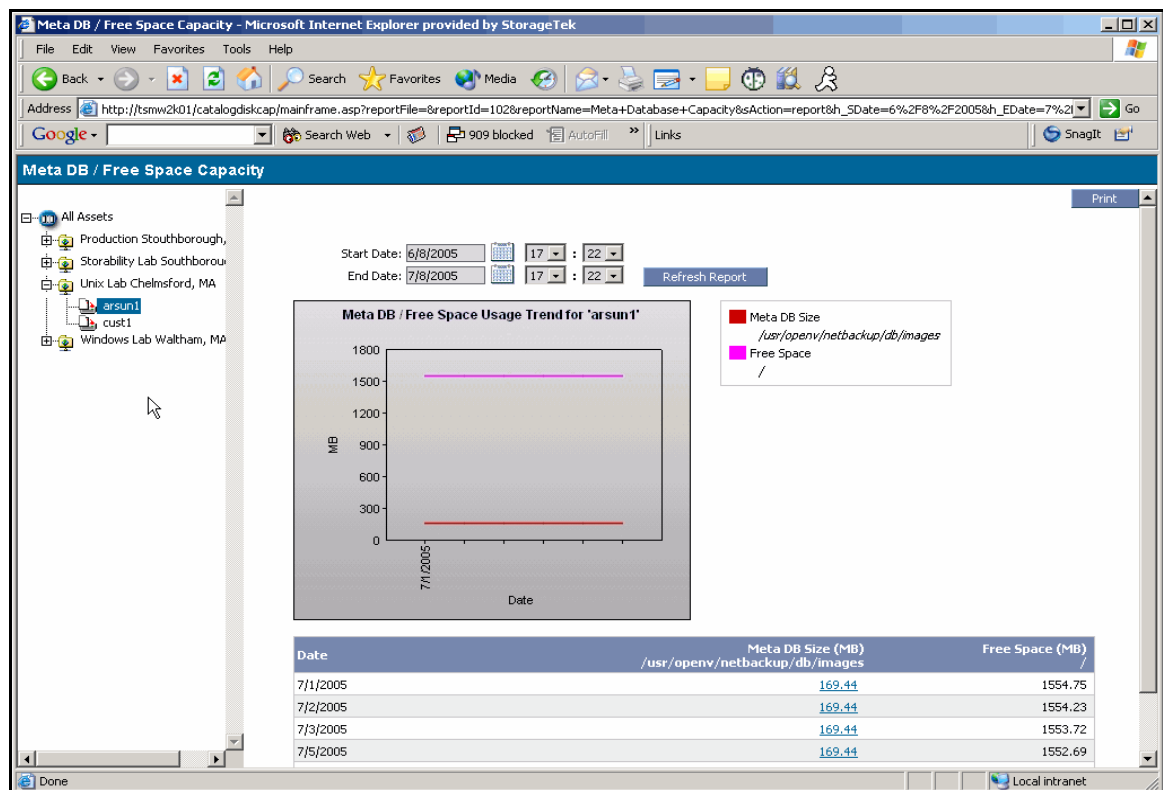 Meta DB / Free Space Capacity - Microsoft Internet Explorer provided by StorageTek
File Edit View Favorites Tools Help
Back Search Favorites Media
Address http://tsmw2k01/catalogdiskcap/mainframe.asp?reportFile=&reportId=102&reportName=Meta+Database+Capacity&sAction=report&h_SDate=6%2F8%2F2005&h_EDate=7%2 Go
Google Search Web 909 blocked AutoFill » Links SnagIt
Meta DB / Free Space Capacity
Print
All Assets
Production Stouthborough,
Storability Lab Southborou
Unix Lab Chelmsford, MA
arsun1
cust1
Windows Lab Waltham, MA
Start Date: 6/8/2005 17 : 22
End Date: 7/8/2005 17 : 22 Refresh Report
Meta DB / Free Space Usage Trend for 'arsun1'
1800
1500
1200
900
600
300
0
MB
7/1/2005
Date
Meta DB Size
/usr/openv/netbackup/db/images
Free Space
/
Date Meta DB Size (MB) Free Space (MB)
/usr/openv/netbackup/db/images /
7/1/2005 169.44 1554.75
7/2/2005 169.44 1554.23
7/3/2005 169.44 1553.72
7/5/2005 169.44 1552.69
Done Local intranet